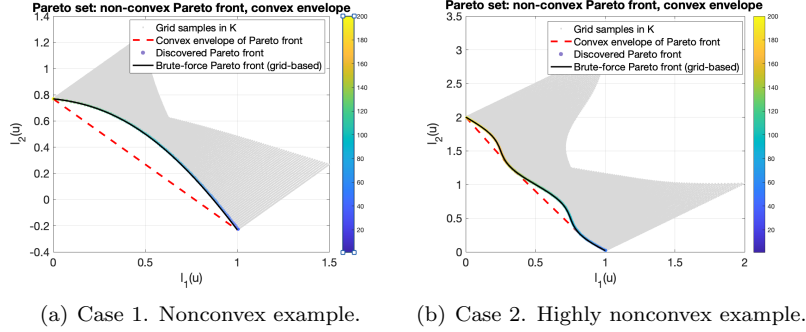 Pareto set: non-convex Pareto front, convex envelope
1.4
1.2
1
0.8
0.6
0.4
0.2
0
-0.2
-0.4
I2(u)
0
0.5
1
1.5
I1(u)
Grid samples in K
Convex envelope of Pareto front
Discovered Pareto front
Brute-force Pareto front (grid-based)
200
180
160
140
120
100
80
60
40
20
(a) Case 1. Nonconvex example.
Pareto set: non-convex Pareto front, convex envelope
3.5
3
2.5
2
1.5
1
0.5
0
I2(u)
0
0.5
1
1.5
2
I1(u)
Grid samples in K
Convex envelope of Pareto front
Discovered Pareto front
Brute-force Pareto front (grid-based)
200
180
160
140
120
100
80
60
40
20
(b) Case 2. Highly nonconvex example.